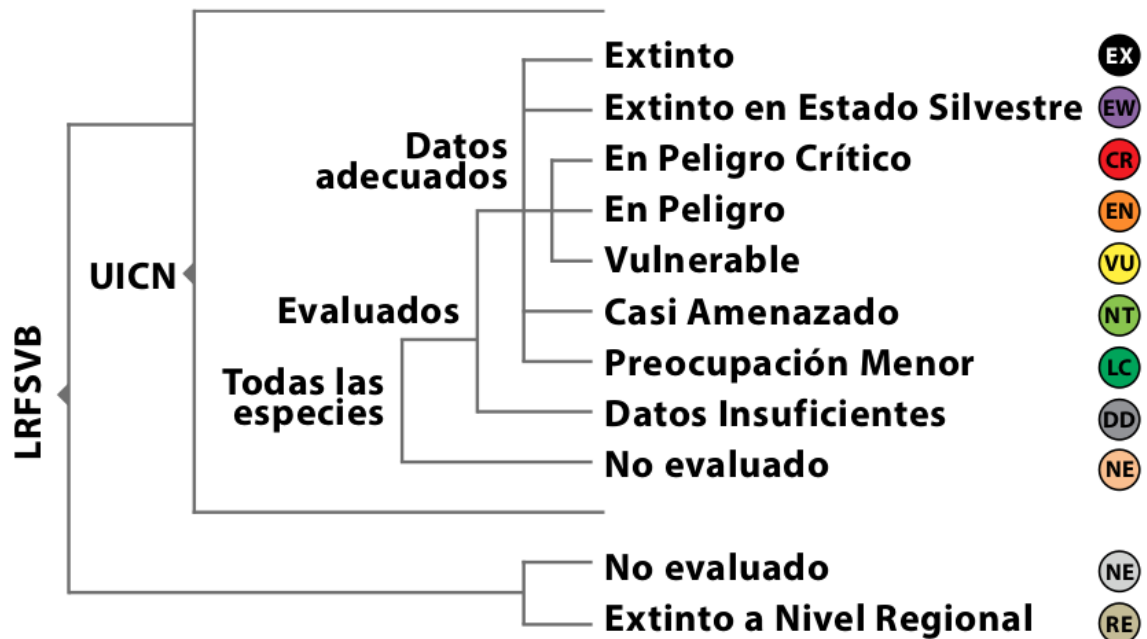 Extinto EX
Extinto en Estado Silvestre EW
Datos
adecuados
En Peligro Crítico CR
En Peligro EN
Vulnerable VU
UICN
Evaluados
Casi Amenazado NT
Preocupación Menor LC
LRFSVB
Todas las
especies
Datos Insuficientes DD
No evaluado NE
No evaluado NE
Extinto a Nivel Regional RE